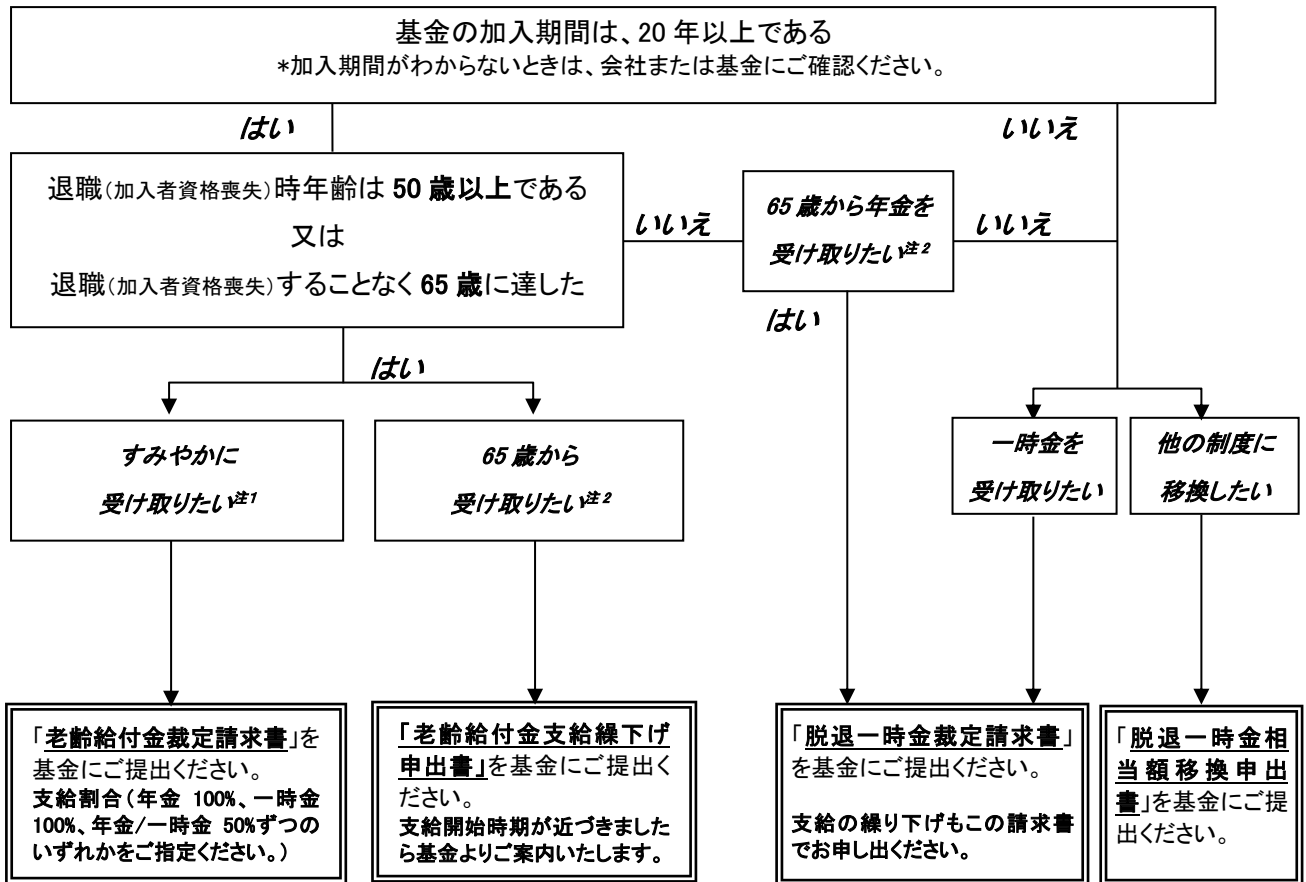 基金の加入期間は、20 年以上である
*加入期間がわからないときは、会社または基金にご確認ください。
はい
いいえ
退職(加入者資格喪失)時年齢は 50 歳以上である
又は
退職(加入者資格喪失)することなく 65 歳に達した
いいえ
65 歳から年金を
受け取りたい注2
いいえ
はい
はい
すみやかに
受け取りたい注1
65 歳から
受け取りたい注2
一時金を
受け取りたい
他の制度に
移換したい
「老齢給付金裁定請求書」を
基金にご提出ください。
支給割合(年金 100%、一時金
100%、年金/一時金 50%ずつの
いずれかをご指定ください。)
「老齢給付金支給繰下げ
申出書」を基金にご提出く
ださい。
支給開始時期が近づきました
ら基金よりご案内いたします。
「脱退一時金裁定請求書」
を基金にご提出ください。
支給の繰り下げもこの請求書
でお申し出ください。
「脱退一時金相
当額移換申出
書」を基金にご提
出ください。